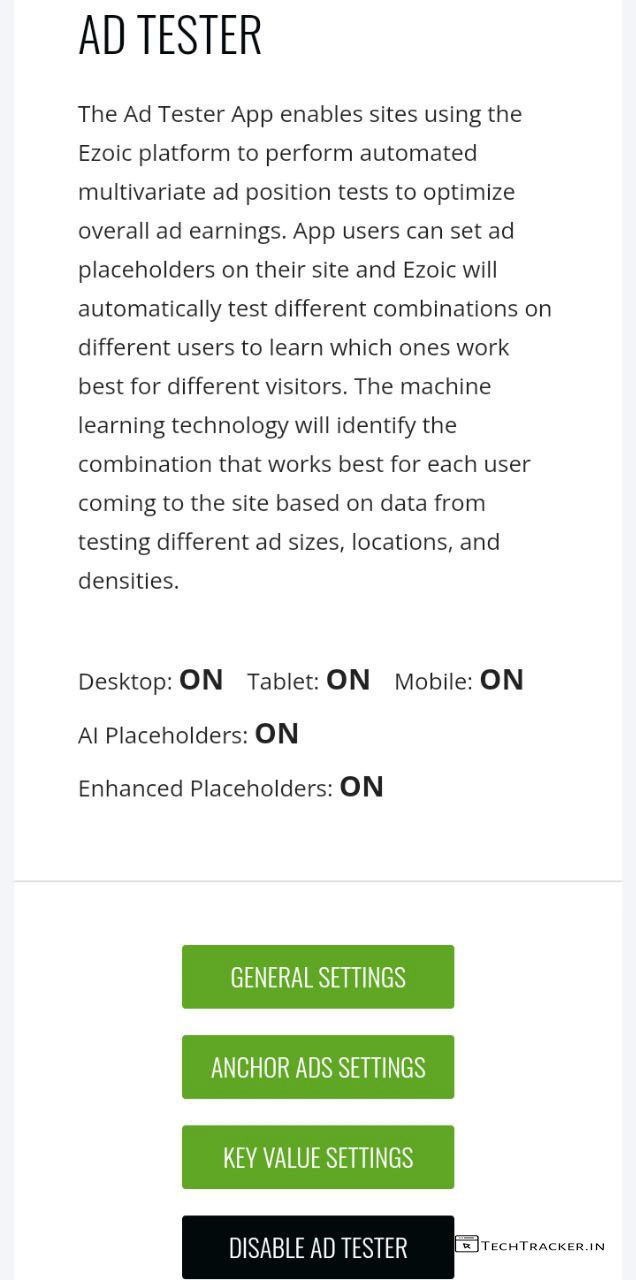 AD TESTER
The Ad Tester App enables sites using the
Ezoic platform to perform automated
multivariate ad position tests to optimize
overall ad earnings. App users can set ad
placeholders on their site and Ezoic will
automatically test different combinations on
different users to learn which ones work
best for different visitors. The machine
learning technology will identify the
combination that works best for each user
coming to the site based on data from
testing different ad sizes, locations, and
densities.
Desktop: ON Tablet: ON Mobile: ON
AI Placeholders: ON
Enhanced Placeholders: ON
GENERAL SETTINGS
ANCHOR ADS SETTINGS
KEY VALUE SETTINGS
DISABLE AD TESTER
TECHTRACKER.IN